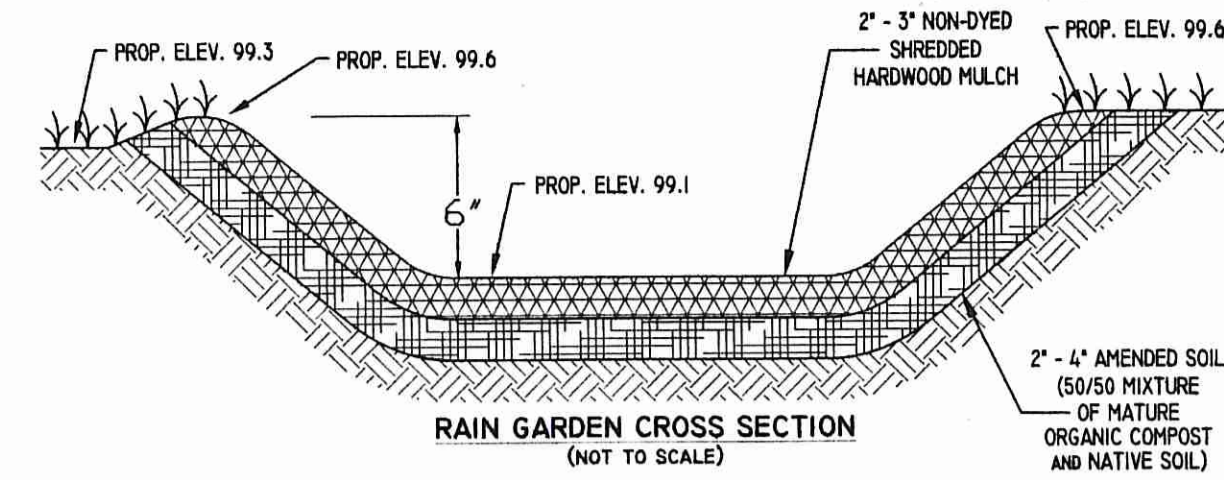 PROP. ELEV. 99.3
PROP. ELEV. 99.6
2" - 3" NON-DYED
SHREDDED
HARDWOOD MULCH
PROP. ELEV. 99.6
6"
PROP. ELEV. 99.1
2" - 4" AMENDED SOIL
(50/50 MIXTURE
OF MATURE
ORGANIC COMPOST
AND NATIVE SOIL)
RAIN GARDEN CROSS SECTION
(NOT TO SCALE)